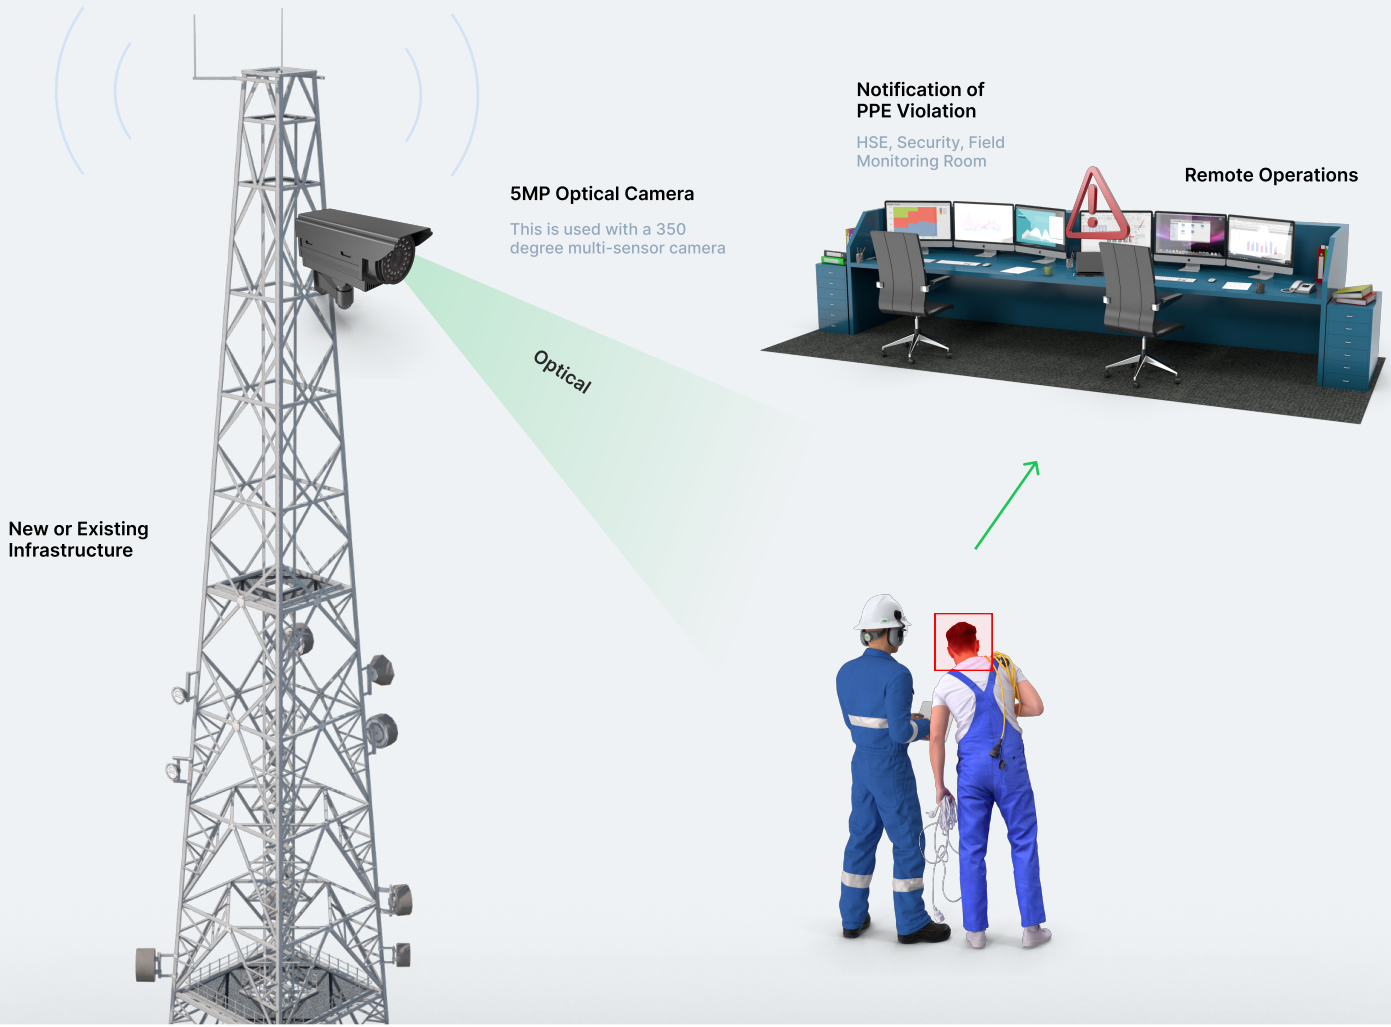 Notification of
PPE Violation
HSE, Security, Field
Monitoring Room
Remote Operations
5MP Optical Camera
This is used with a 350
degree multi-sensor camera
Optical
New or Existing
Infrastructure